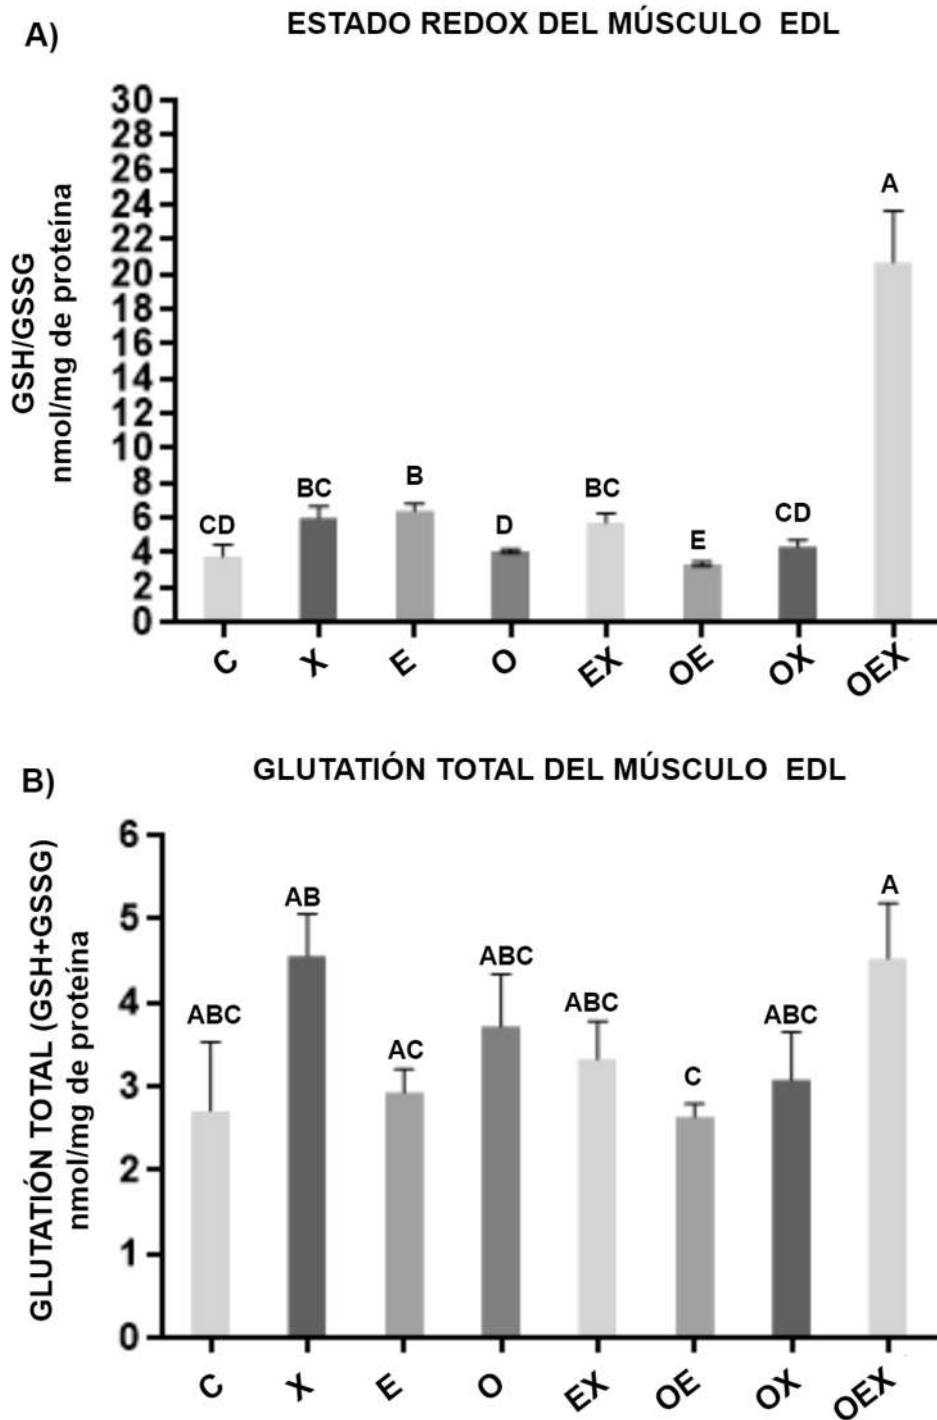 A)
ESTADO REDOX DEL MÚSCULO EDL
GSH/GSSG
nmol/mg de proteína
30
28
26
24
22
20
18
16
14
12
10
8
6
4
2
0
CD
BC
B
D
BC
E
CD
A
C
X
E
O
EX
OE
OX
OEX
B)
GLUTATIÓN TOTAL DEL MÚSCULO EDL
GLUTATIÓN TOTAL (GSH+GSSG)
nmol/mg de proteína
6
5
4
3
2
1
0
ABC
AB
AC
ABC
ABC
C
ABC
A
C
X
E
O
EX
OE
OX
OEX